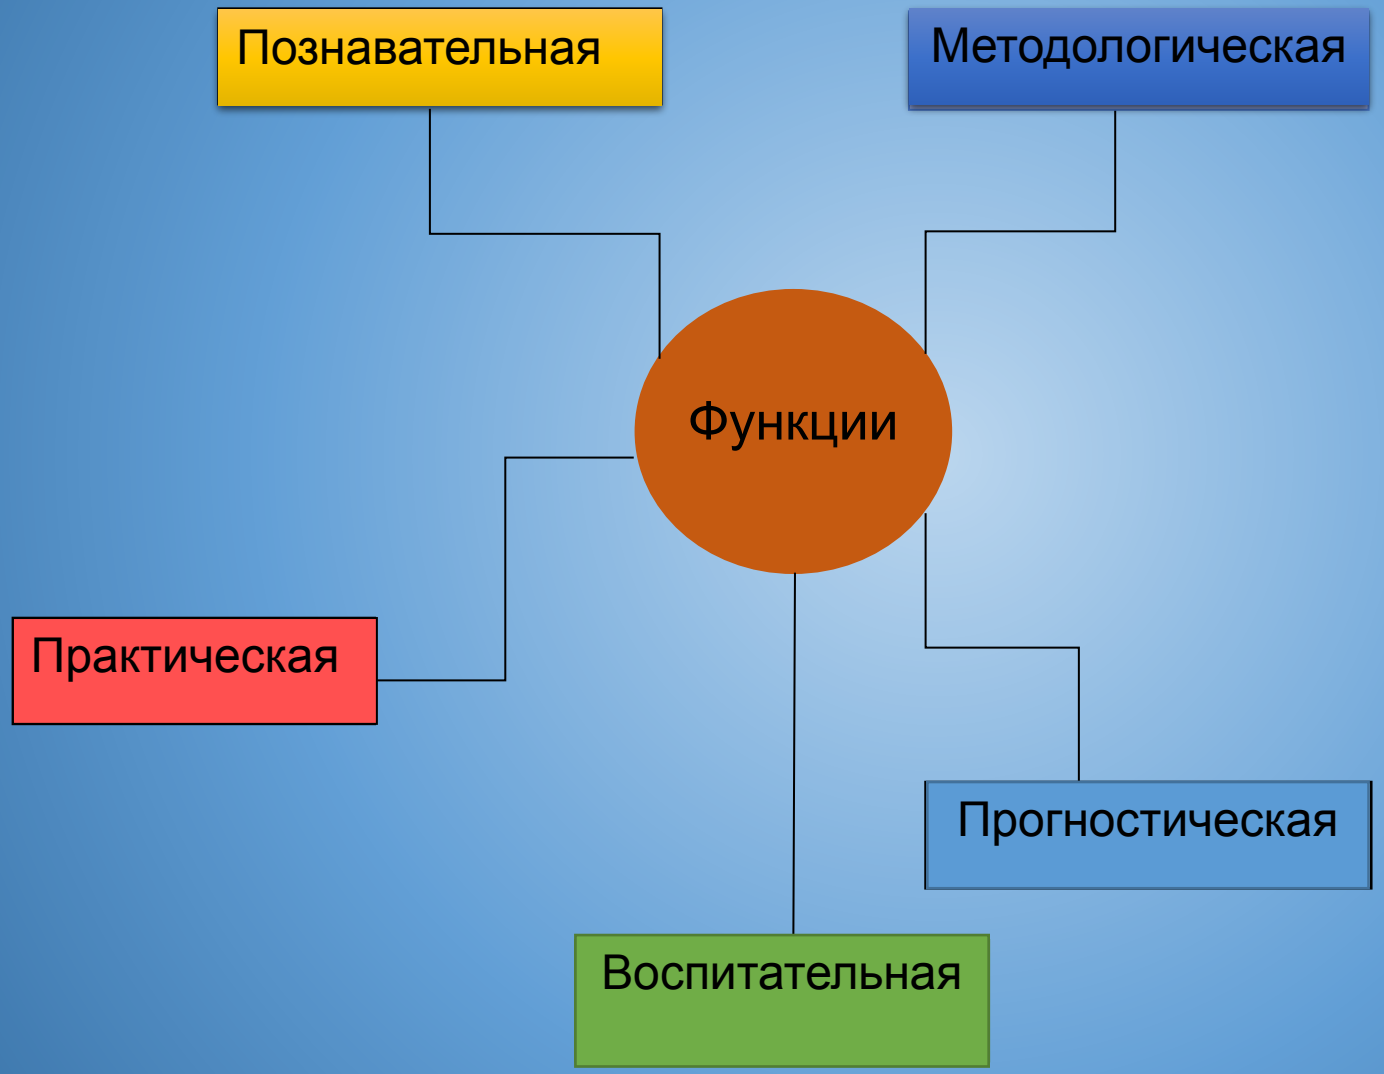 Познавательная
Методологическая
Функции
Практическая
Прогностическая
Воспитательная